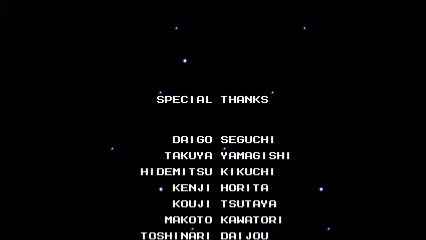 SPECIAL THANKS
DAIGO SEGUCHI
TAKUYA YAMAGISHI
HIDEMITSU KIKUCHI
KENJI HORITA
KOUJI TSUTAYA
MAKOTO KAWATORI
TOSHINARI DAIJOU